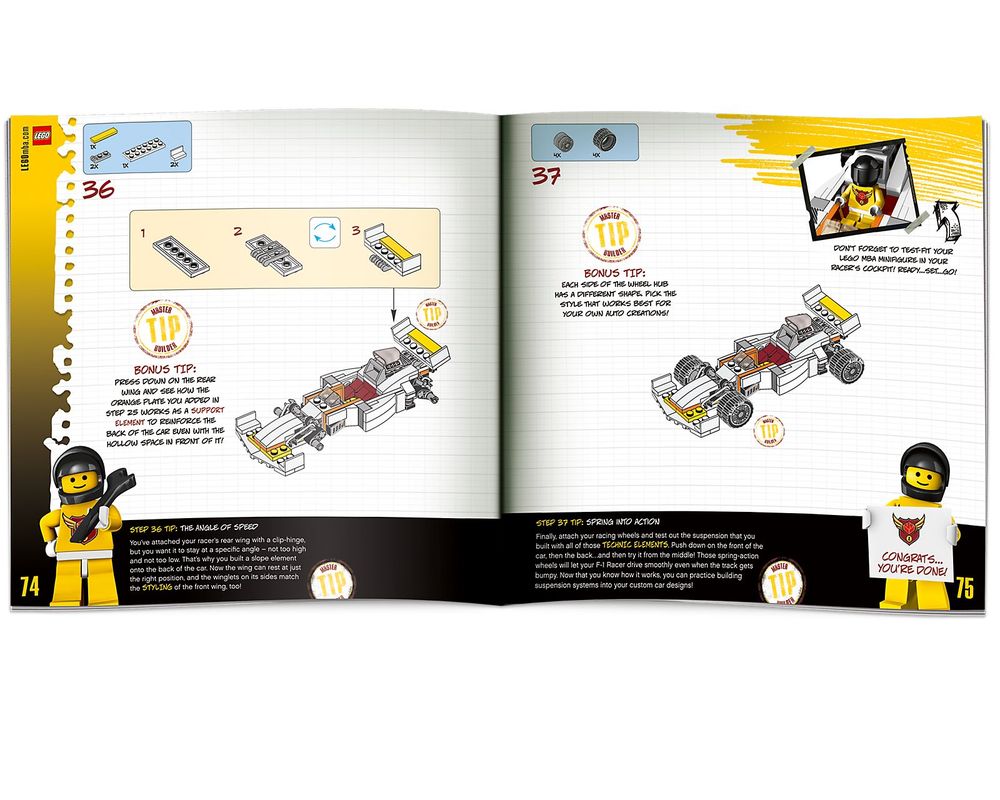 LEGOmba.com
LEGO
1X
2X
1X
2X
36
1
2
3
MASTER
TIP
BUILDER
MASTER
TIP
BUILDER
BONUS TIP:
PRESS DOWN ON THE REAR
WING AND SEE HOW THE
ORANGE PLATE YOU ADDED IN
STEP 25 WORKS AS A SUPPORT
ELEMENT TO REINFORCE THE
BACK OF THE CAR EVEN WITH THE
HOLLOW SPACE IN FRONT OF IT!
STEP 36 TIP: THE ANGLE OF SPEED
You've attached your racer's rear wing with a clip-hinge,
but you want it to stay at a specific angle – not too high
and not too low. That's why you built a slope element
onto the back of the car. Now the wing can rest at just
the right position, and the winglets on its sides match
the STYLING of the front wing, too!
MASTER
TIP
BUILDER
74
4X
4X
37
MASTER
TIP
BUILDER
BONUS TIP:
EACH SIDE OF THE WHEEL HUB
HAS A DIFFERENT SHAPE. PICK THE
STYLE THAT WORKS BEST FOR
YOUR OWN AUTO CREATIONS!
DON'T FORGET TO TEST-FIT YOUR
LEGO MBA MINIFIGURE IN YOUR
RACER'S COCKPIT! READY...SET...GO!
MASTER
TIP
BUILDER
STEP 37 TIP: SPRING INTO ACTION
Finally, attach your racing wheels and test out the suspension that you
built with all of those TECHNIC ELEMENTS. Push down on the front of the
car, then the back...and then try it from the middle! Those spring-action
wheels will let your F-1 Racer drive smoothly even when the track gets
bumpy. Now that you know how it works, you can practice building
suspension systems into your custom car designs!
MASTER
TIP
BUILDER
CONGRATS...
YOU'RE DONE!
75